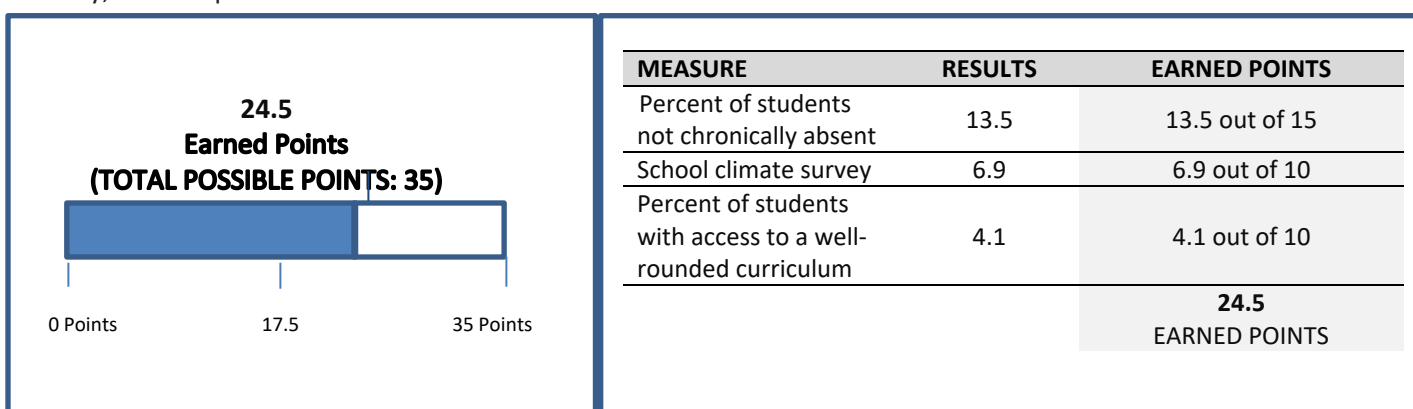 24.5
Earned Points
(TOTAL POSSIBLE POINTS: 35)
0 Points 17.5 35 Points
MEASURE RESULTS EARNED POINTS
Percent of students
not chronically absent 13.5 13.5 out of 15
School climate survey 6.9 6.9 out of 10
Percent of students
with access to a well- 4.1 4.1 out of 10
rounded curriculum
24.5
EARNED POINTS